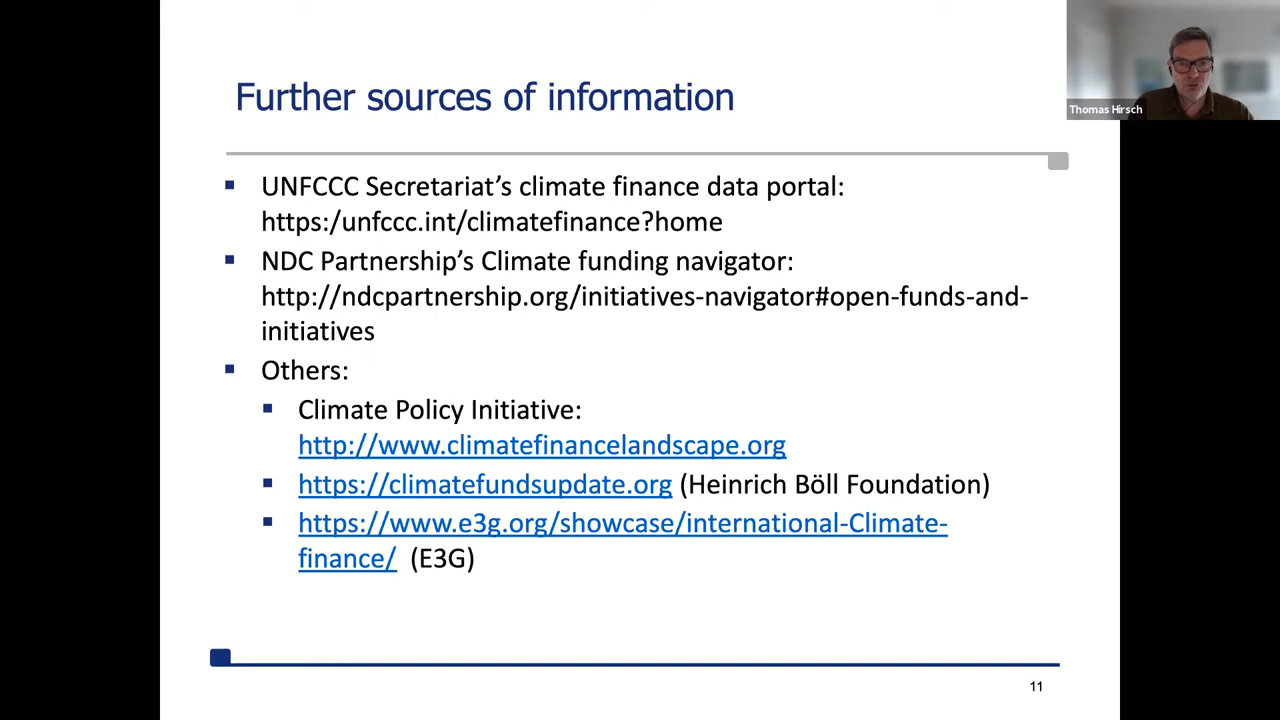 Further sources of information
Thomas Hirsch
▪ UNFCCC Secretariat’s climate finance data portal:
https:/unfccc.int/climatefinance?home
▪ NDC Partnership’s Climate funding navigator:
http://ndcpartnership.org/initiatives-navigator#open-funds-and-
initiatives
▪ Others:
▪ Climate Policy Initiative:
http://www.climatefinancelandscape.org
▪ https://climatefundsupdate.org (Heinrich Böll Foundation)
▪ https://www.e3g.org/showcase/international-Climate-
finance/ (E3G)
11